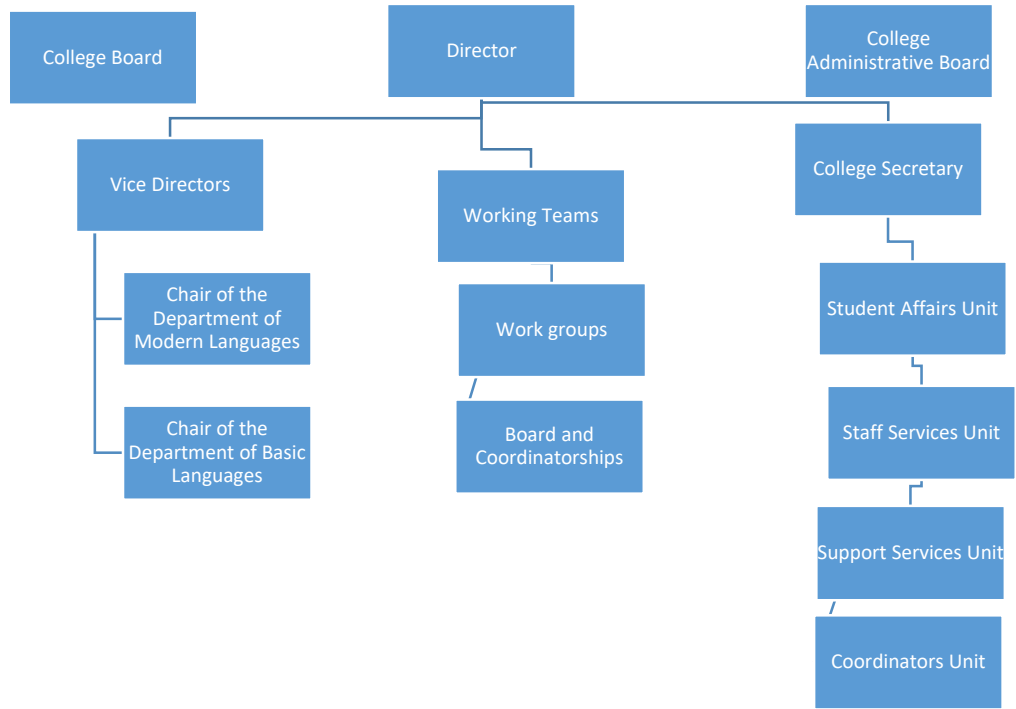 College Board
Director
College
Administrative Board
Vice Directors
Working Teams
College Secretary
Chair of the
Department of
Modern Languages
Work groups
Student Affairs Unit
Chair of the
Department of Basic
Languages
Board and
Coordinatorships
Staff Services Unit
Support Services Unit
Coordinators Unit